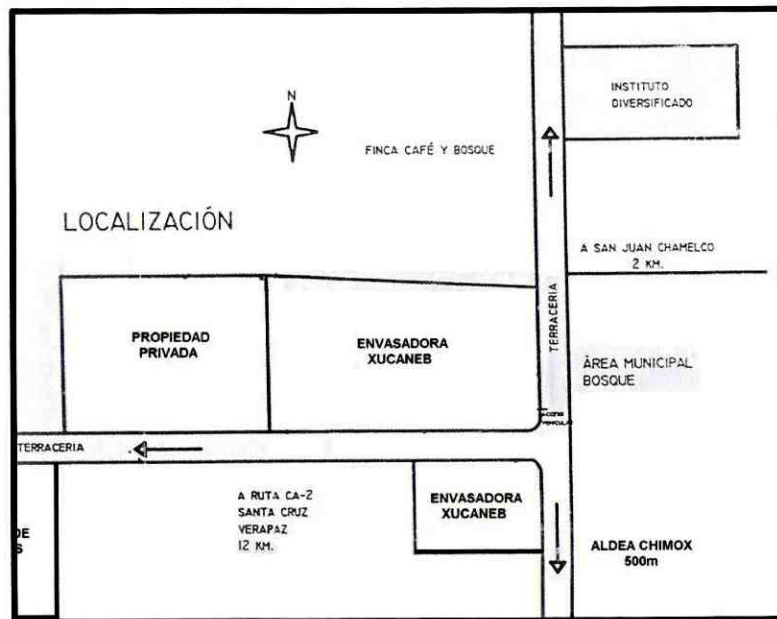 INSTITUTO
DIVERSIFICADO
N
FINCA CAFÉ Y BOSQUE
LOCALIZACIÓN
A SAN JUAN CHAMELCO
2 KM.
TERRACERIA
PROPIEDAD
PRIVADA
ENVASADORA
XUCANEB
ÁREA MUNICIPAL
BOSQUE
TERRACERIA
A RUTA CA-2
SANTA CRUZ
VERAPAZ
12 KM.
ENVASADORA
XUCANEB
DE
S
ALDEA CHIMOX
500m